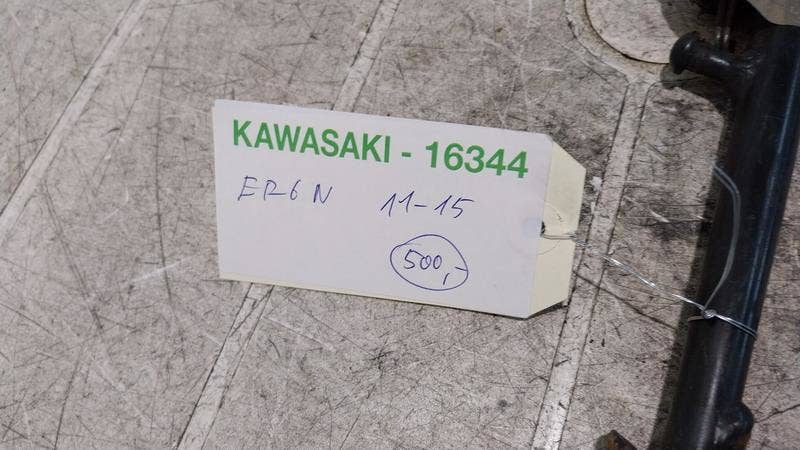 KAWASAKI - 16344
ER6N 11-15
500,-